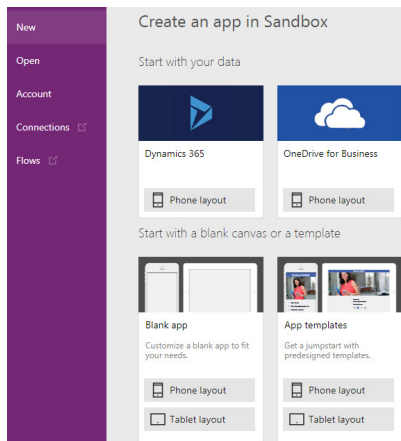 New
Open
Account
Connections
Flows
Create an app in Sandbox
Start with your data
Dynamics 365
OneDrive for Business
Phone layout
Phone layout
Start with a blank canvas or a template
Blank app
Customize a blank app to fit
your needs.
Phone layout
Tablet layout
App templates
Get a jumpstart with
predesigned templates.
Phone layout
Tablet layout